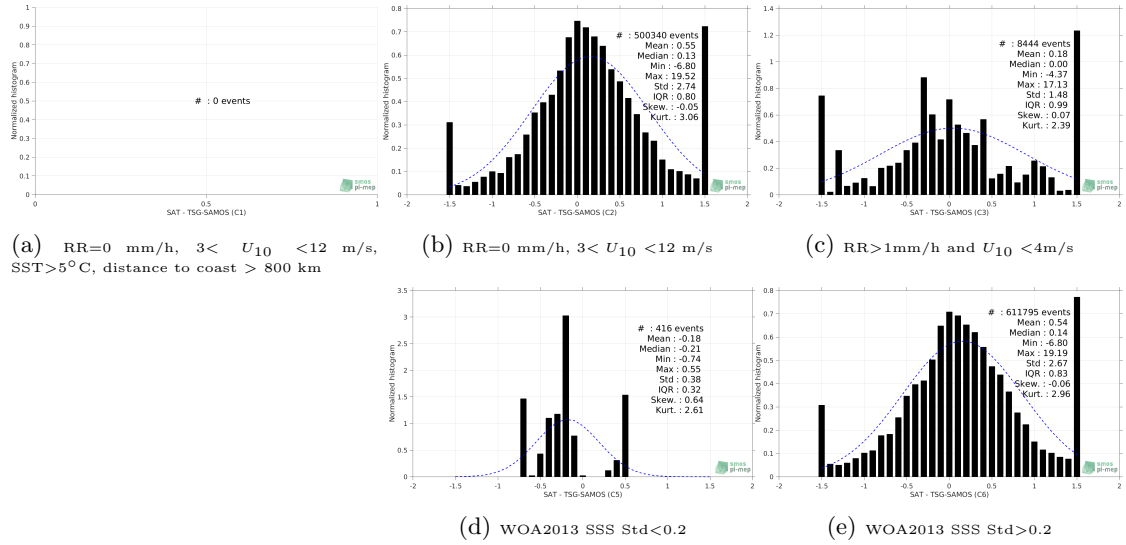 1
0.9
0.8
0.7
0.6
0.5
0.4
0.3
0.2
0.1
0
Normalized histogram
# : 0 events
smos
pi-mep
0 0.5 1
SAT - TSG-SAMOS (C1)
(a) RR=0 mm/h, 3< U10 <12 m/s,
SST>5°C, distance to coast > 800 km
0.8
0.7
0.6
0.5
0.4
0.3
0.2
0.1
0
Normalized histogram
# : 500340 events
Mean : 0.55
Median : 0.13
Min : -6.80
Max : 19.52
Std : 2.74
IQR : 0.80
Skew. : -0.05
Kurt. : 3.06
smos
pi-mep
-2 -1.5 -1 -0.5 0 0.5 1 1.5 2
SAT - TSG-SAMOS (C2)
(b) RR=0 mm/h, 3< U10 <12 m/s
1.4
1.2
1
0.8
0.6
0.4
0.2
0
Normalized histogram
# : 8444 events
Mean : 0.18
Median : 0.00
Min : -4.37
Max : 17.13
Std : 1.48
IQR : 0.99
Skew. : 0.07
Kurt. : 2.39
smos
pi-mep
-2 -1.5 -1 -0.5 0 0.5 1 1.5 2
SAT - TSG-SAMOS (C3)
(c) RR>1mm/h and U10 <4m/s
3.5
3
2.5
2
1.5
1
0.5
0
Normalized histogram
# : 416 events
Mean : -0.18
Median : -0.21
Min : -0.74
Max : 0.55
Std : 0.38
IQR : 0.32
Skew. : 0.64
Kurt. : 2.61
smos
pi-mep
-2 -1.5 -1 -0.5 0 0.5 1 1.5 2
SAT - TSG-SAMOS (C5)
(d) WOA2013 SSS Std<0.2
0.8
0.7
0.6
0.5
0.4
0.3
0.2
0.1
0
Normalized histogram
# : 611795 events
Mean : 0.54
Median : 0.14
Min : -6.80
Max : 19.19
Std : 2.67
IQR : 0.83
Skew. : -0.06
Kurt. : 2.96
smos
pi-mep
-2 -1.5 -1 -0.5 0 0.5 1 1.5 2
SAT - TSG-SAMOS (C6)
(e) WOA2013 SSS Std>0.2